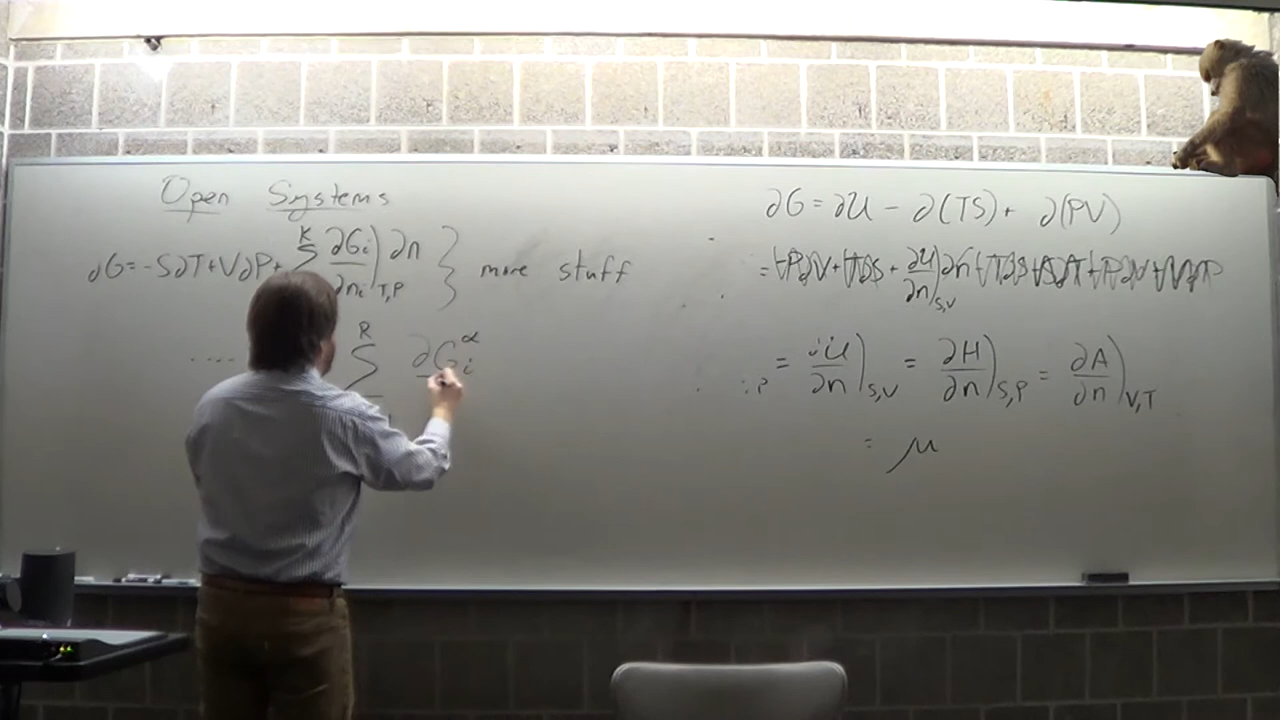 Open Systems
∂G = -S∂T + V∂P + Σ^K ∂Gi/∂ni)T,P ∂n } more stuff
.... Σ^R ∂Gi^α
∂G = ∂U - ∂(TS) + ∂(PV)
= -P∂V + T∂S + ∂U/∂n)S,V ∂n - T∂S - S∂T + P∂V + V∂P
= ∂U/∂n)S,V = ∂H/∂n)S,P = ∂A/∂n)V,T
= μ